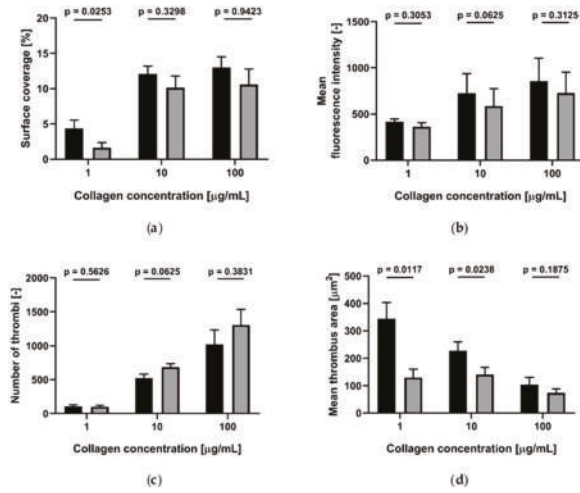 p = 0.0253 p = 0.3298 p = 0.9423
Surface coverage [%]
20
15
10
5
0
1 10 100
Collagen concentration [µg/mL]
(a)
p = 0.3053 p = 0.0625 p = 0.3125
Mean
fluorescence intensity [-]
1500
1000
500
0
1 10 100
Collagen concentration [µg/mL]
(b)
p = 0.5626 p = 0.0625 p = 0.3831
Number of thrombi [-]
2000
1500
1000
500
0
1 10 100
Collagen concentration [µg/mL]
(c)
p = 0.0117 p = 0.0238 p = 0.1875
Mean thrombus area [µm²]
500
400
300
200
100
0
1 10 100
Collagen concentration [µg/mL]
(d)